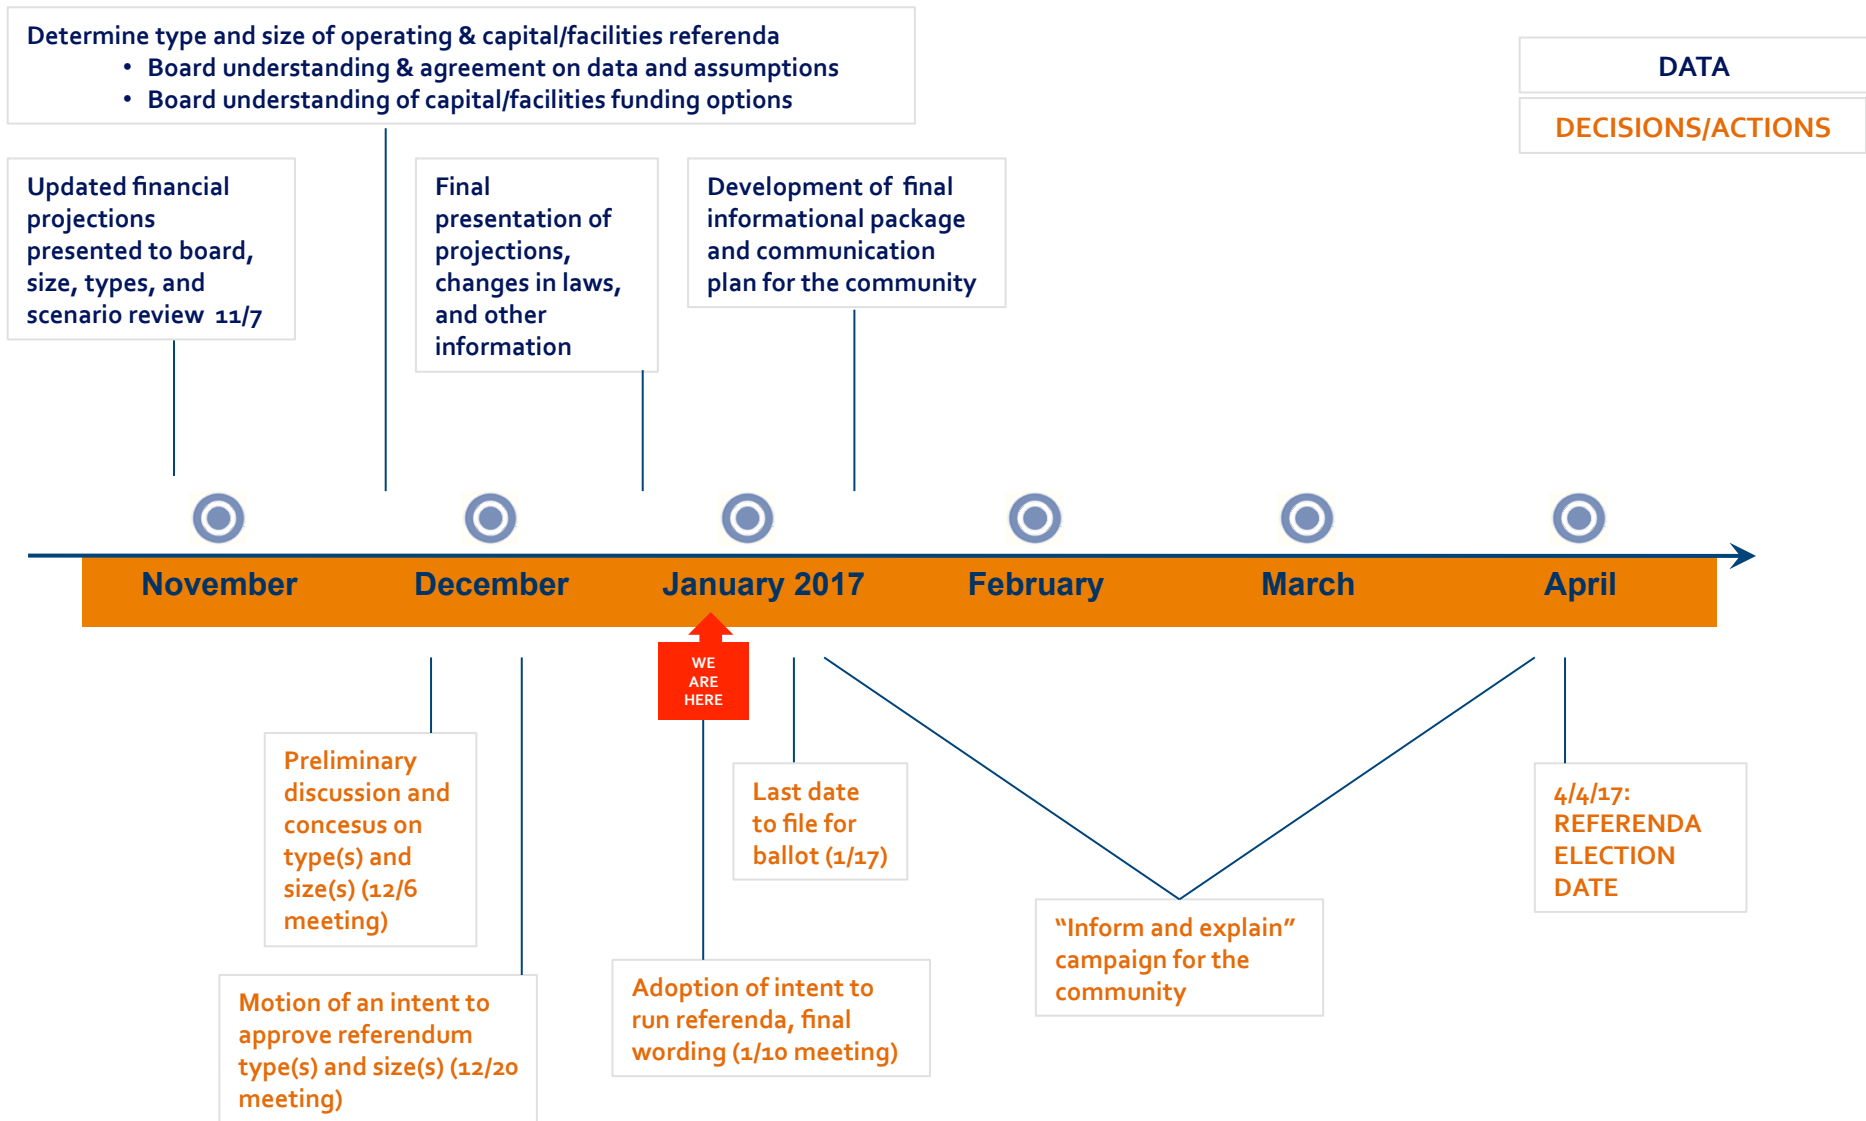 Determine type and size of operating & capital/facilities referenda
• Board understanding & agreement on data and assumptions
• Board understanding of capital/facilities funding options
DATA
DECISIONS/ACTIONS
Updated financial
projections
presented to board,
size, types, and
scenario review 11/7
Final
presentation of
projections,
changes in laws,
and other
information
Development of final
informational package
and communication
plan for the community
November
December
January 2017
February
March
April
WE
ARE
HERE
Preliminary
discussion and
concesus on
type(s) and
size(s) (12/6
meeting)
Last date
to file for
ballot (1/17)
4/4/17:
REFERENDA
ELECTION
DATE
"Inform and explain"
campaign for the
community
Motion of an intent to
approve referendum
type(s) and size(s) (12/20
meeting)
Adoption of intent to
run referenda, final
wording (1/10 meeting)